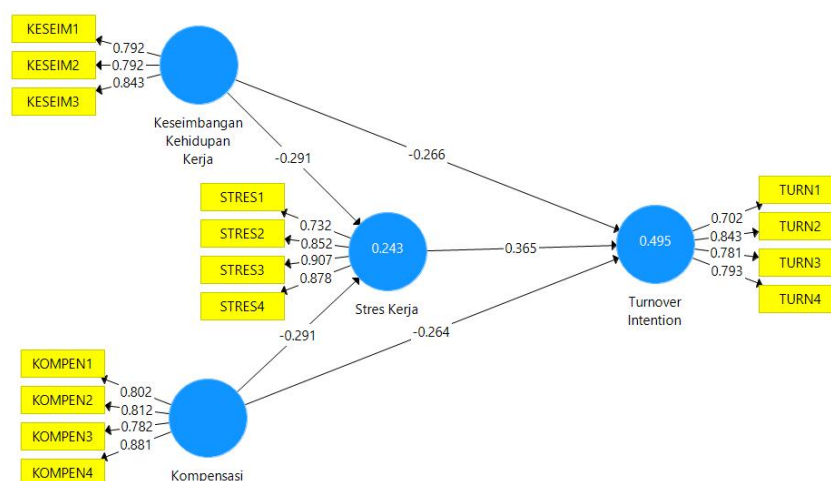 KESEIM1
KESEIM2
KESEIM3
0.792
0.792
0.843
Keseimbangan
Kehidupan
Kerja
-0.291
-0.266
STRES1
STRES2
STRES3
STRES4
0.732
0.852
0.907
0.878
0.243
Stres Kerja
0.365
0.495
Turnover
Intention
0.702
0.843
0.781
0.793
TURN1
TURN2
TURN3
TURN4
-0.291
-0.264
KOMPEN1
KOMPEN2
KOMPEN3
KOMPEN4
0.802
0.812
0.782
0.881
Kompensasi